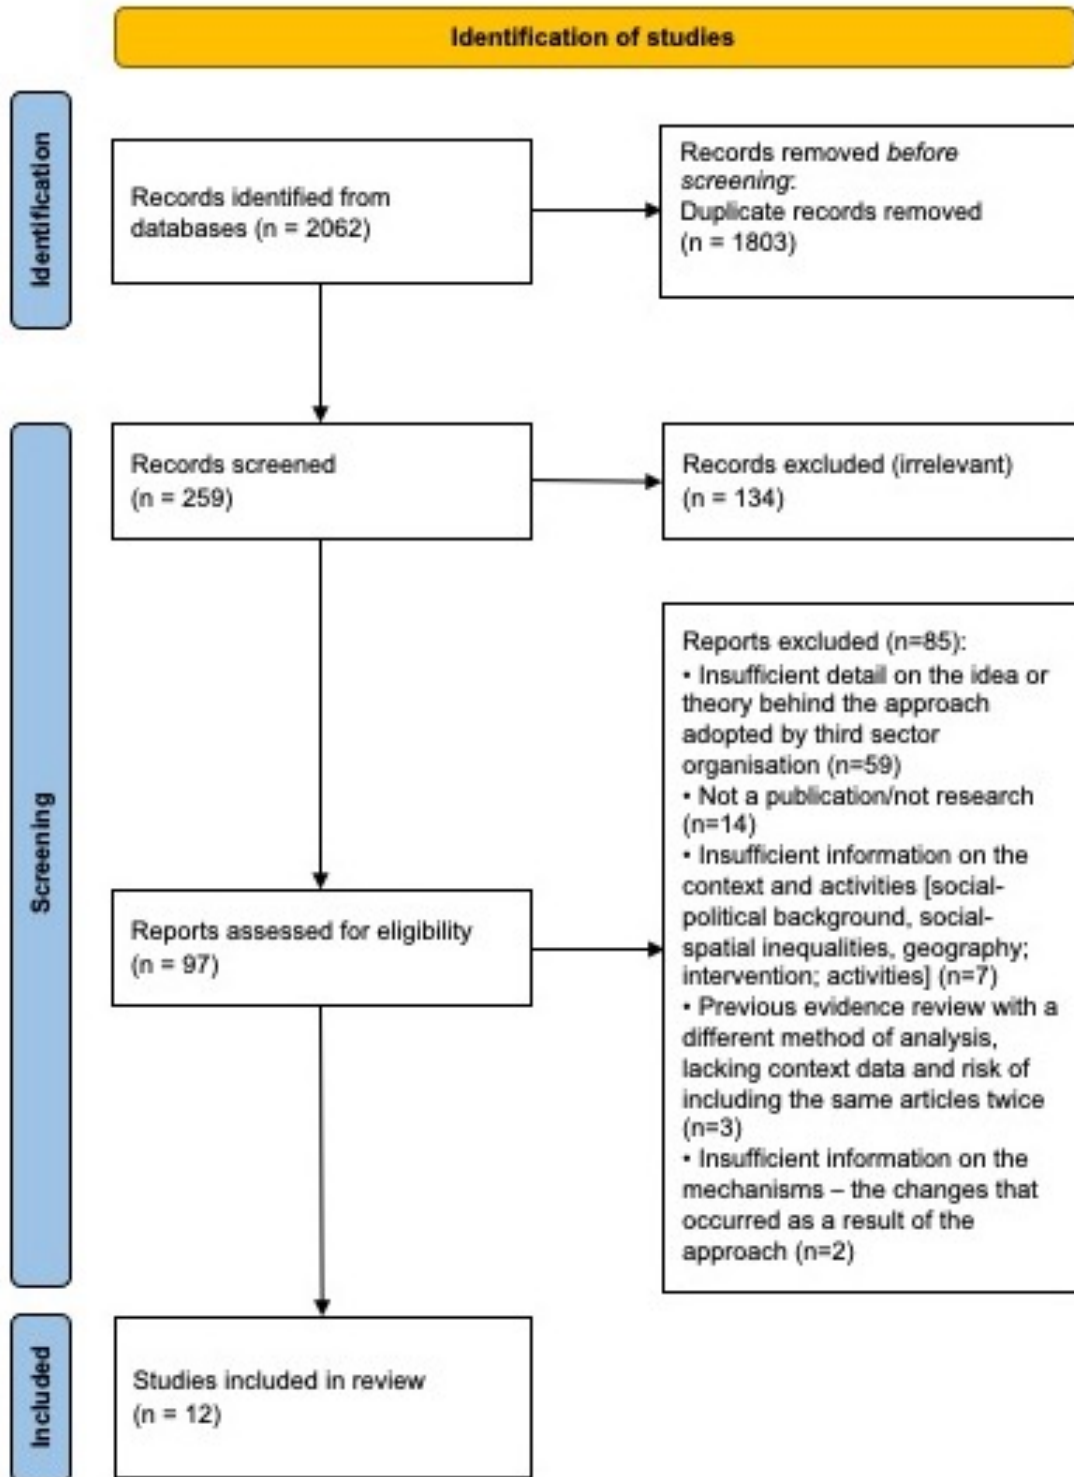 Identification of studies
Identification
Records identified from
databases (n = 2062)
Records removed before
screening:
Duplicate records removed
(n = 1803)
Screening
Records screened
(n = 259)
Records excluded (irrelevant)
(n = 134)
Reports assessed for eligibility
(n = 97)
Reports excluded (n=85):
• Insufficient detail on the idea or
theory behind the approach
adopted by third sector
organisation (n=59)
• Not a publication/not research
(n=14)
• Insufficient information on the
context and activities [social-
political background, social-
spatial inequalities, geography;
intervention; activities] (n=7)
• Previous evidence review with a
different method of analysis,
lacking context data and risk of
including the same articles twice
(n=3)
• Insufficient information on the
mechanisms – the changes that
occurred as a result of the
approach (n=2)
Included
Studies included in review
(n = 12)